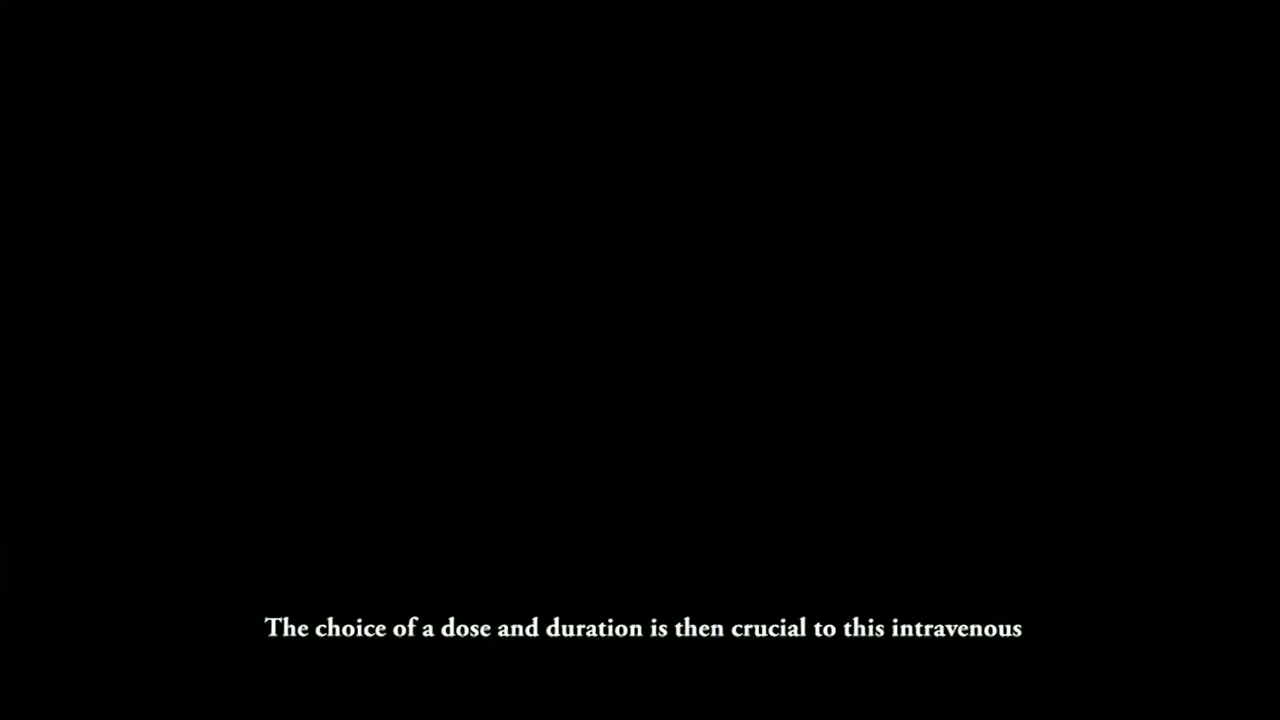 The choice of a dose and duration is then crucial to this intravenous